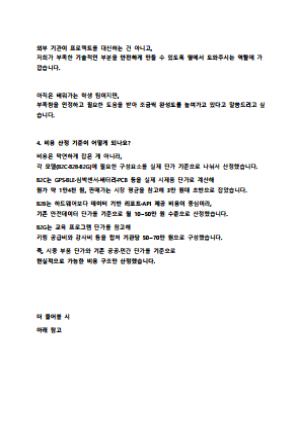 외부 기관이 프로젝트를 대신하는 건 아니고,
저희가 부족한 기술적인 부분을 안전하게 만들 수 있도록 옆에서 도와주시는 역할에 가
깝습니다.
아직은 배워가는 학생 팀이지만,
부족함을 인정하고 필요한 도움을 받아 조금씩 완성도를 높여가고 있다고 말씀드리고 싶
습니다.
4. 비용 산정 기준이 어떻게 되나요?
비용은 막연하게 잡은 게 아니라,
각 모델(B2C·B2B·B2G)에 필요한 구성요소를 실제 단가 기준으로 나눠서 산정했습니다.
B2C는 GPS·BLE·심박센서·배터리·PCB 등을 실제 시제품 단가로 계산해
원가 약 1만4천 원, 판매가는 시장 평균을 참고해 3만 원대 초반으로 잡았습니다.
B2B는 하드웨어보다 데이터 기반 리포트·API 제공 비용이 중심이라,
기존 안전데이터 단가를 기준으로 월 10~50만 원 수준으로 산정했습니다.
B2G는 교육 프로그램 단가를 참고해
키링 공급비와 강사비 등을 합쳐 기관당 50~70만 원으로 구성했습니다.
즉, 시중 부품 단가와 기존 공공·민간 단가를 기준으로
현실적으로 가능한 비용 구조만 산정했습니다.
더 물어볼 시
아래 참고